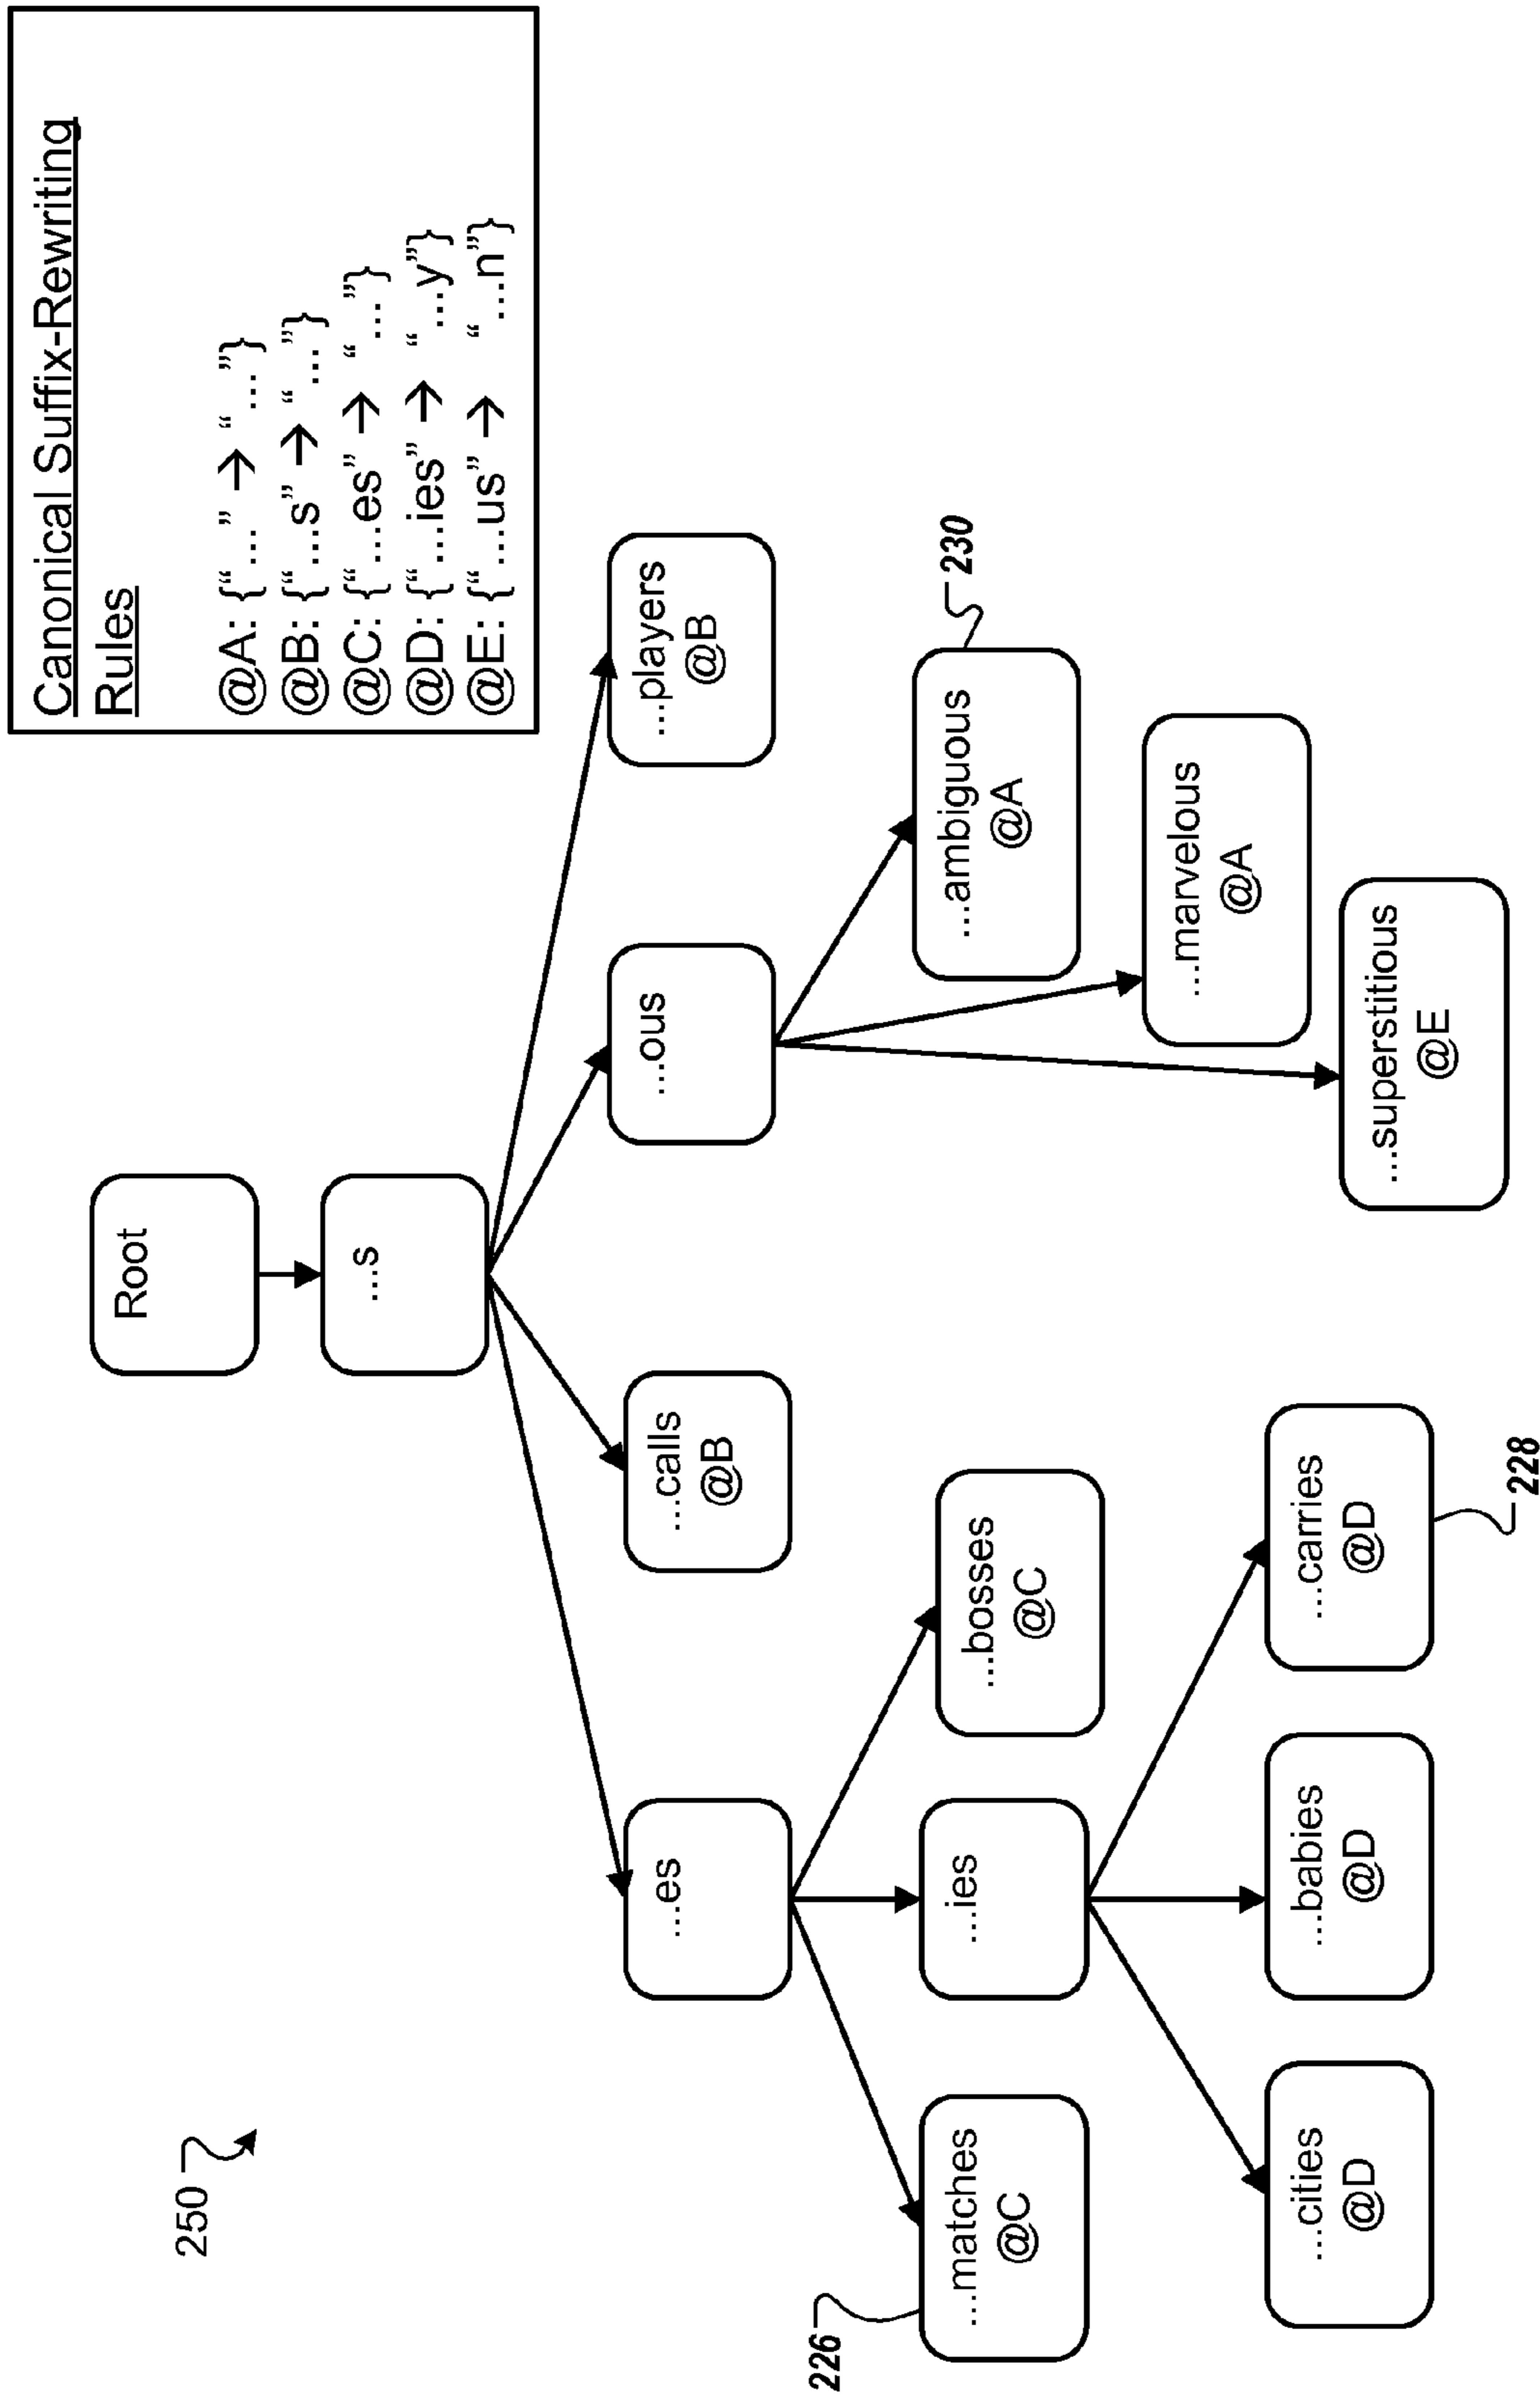 250
Canonical Suffix-Rewriting
Rules
@A: {“...” → “ ...”}
@B: {“...s” → “ ...”}
@C: {“...es” → “ ...”}
@D: {“...ies” → “ ...y”}
@E: {“...us” → “ ...n”}
Root
...s
...es
...calls
@B
...ous
...players
@B
226
...matches
@C
...ies
...bosses
@C
...ambiguous
@A
230
...marvelous
@A
...cities
@D
...babies
@D
...carries
@D
228
...superstitious
@E